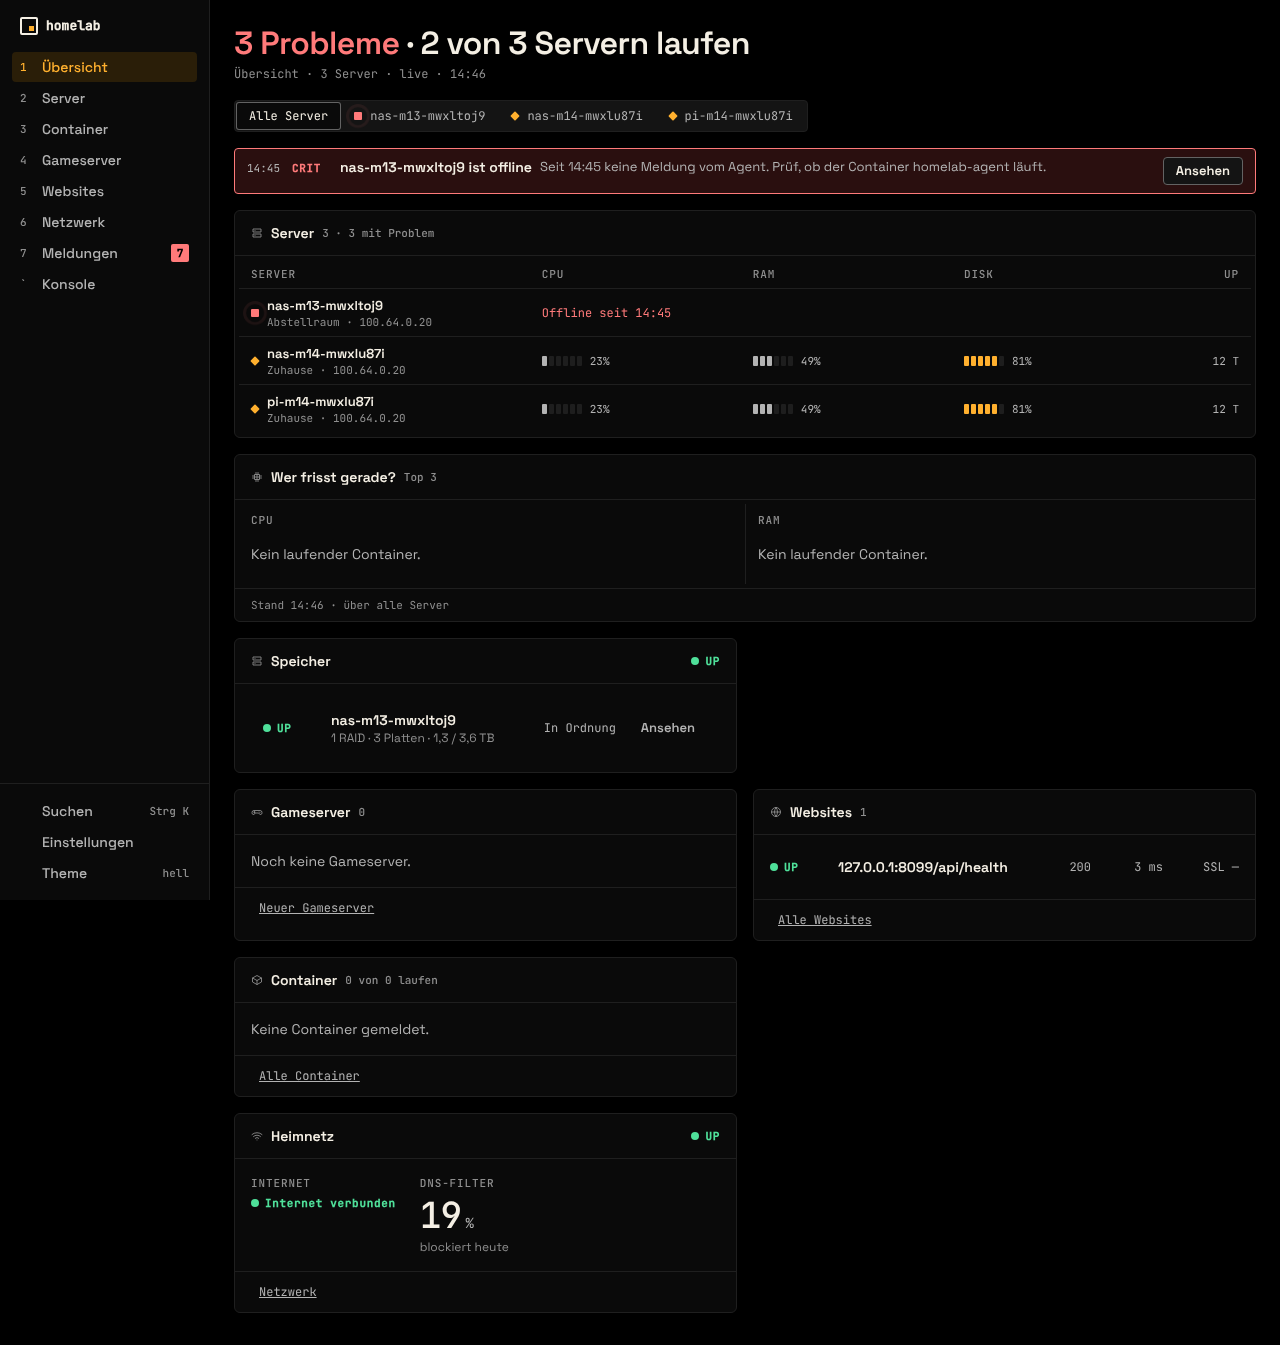 homelab
1 Übersicht
2 Server
3 Container
4 Gameserver
5 Websites
6 Netzwerk
7 Meldungen 7
` Konsole
Suchen Strg K
Einstellungen
Theme hell
3 Probleme · 2 von 3 Servern laufen
Übersicht · 3 Server · live · 14:46
Alle Server nas-m13-mwxltoj9 nas-m14-mwxlu87i pi-m14-mwxlu87i
14:45 CRIT nas-m13-mwxltoj9 ist offline Seit 14:45 keine Meldung vom Agent. Prüf, ob der Container homelab-agent läuft. Ansehen
Server 3 · 3 mit Problem
SERVER CPU RAM DISK UP
nas-m13-mwxltoj9
Abstellraum · 100.64.0.20
Offline seit 14:45
nas-m14-mwxlu87i
Zuhause · 100.64.0.20
23% 49% 81% 12 T
pi-m14-mwxlu87i
Zuhause · 100.64.0.20
23% 49% 81% 12 T
Wer frisst gerade? Top 3
CPU
Kein laufender Container.
RAM
Kein laufender Container.
Stand 14:46 · über alle Server
Speicher UP
UP nas-m13-mwxltoj9
1 RAID · 3 Platten · 1,3 / 3,6 TB
In Ordnung Ansehen
Gameserver 0
Noch keine Gameserver.
Neuer Gameserver
Websites 1
UP 127.0.0.1:8099/api/health 200 3 ms SSL —
Alle Websites
Container 0 von 0 laufen
Keine Container gemeldet.
Alle Container
Heimnetz UP
INTERNET
Internet verbunden
DNS-FILTER
19 %
blockiert heute
Netzwerk